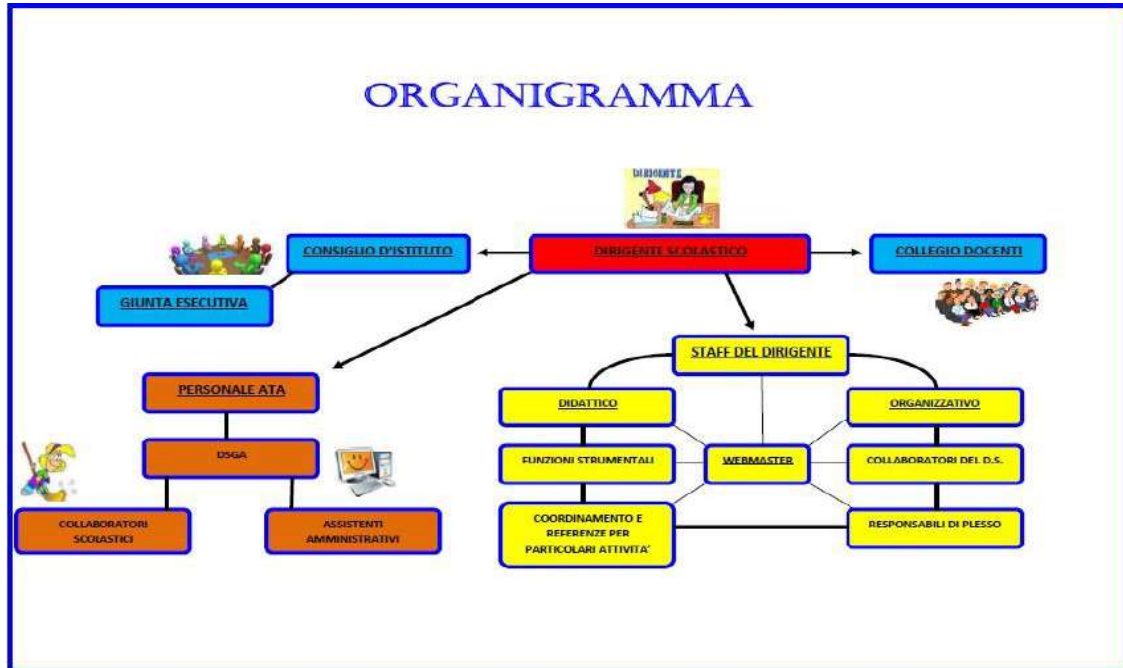 ORGANIGRAMMA
DIRIGENTE
CONSIGLIO D'ISTITUTO
DIRIGENTE SCOLASTICO
COLLEGIO DOCENTI
GIUNTA ESECUTIVA
STAFF DEL DIRIGENTE
PERSONALE ATA
DIDATTICO
ORGANIZZATIVO
DSGA
FUNZIONI STRUMENTALI
WEBMASTER
COLLABORATORI DEL D.S.
COLLABORATORI
SCOLASTICI
ASSISTENTI
AMMINISTRATIVI
COORDINAMENTO E
REFERENZE PER
PARTICOLARI ATTIVITA'
RESPONSABILI DI PLESSO